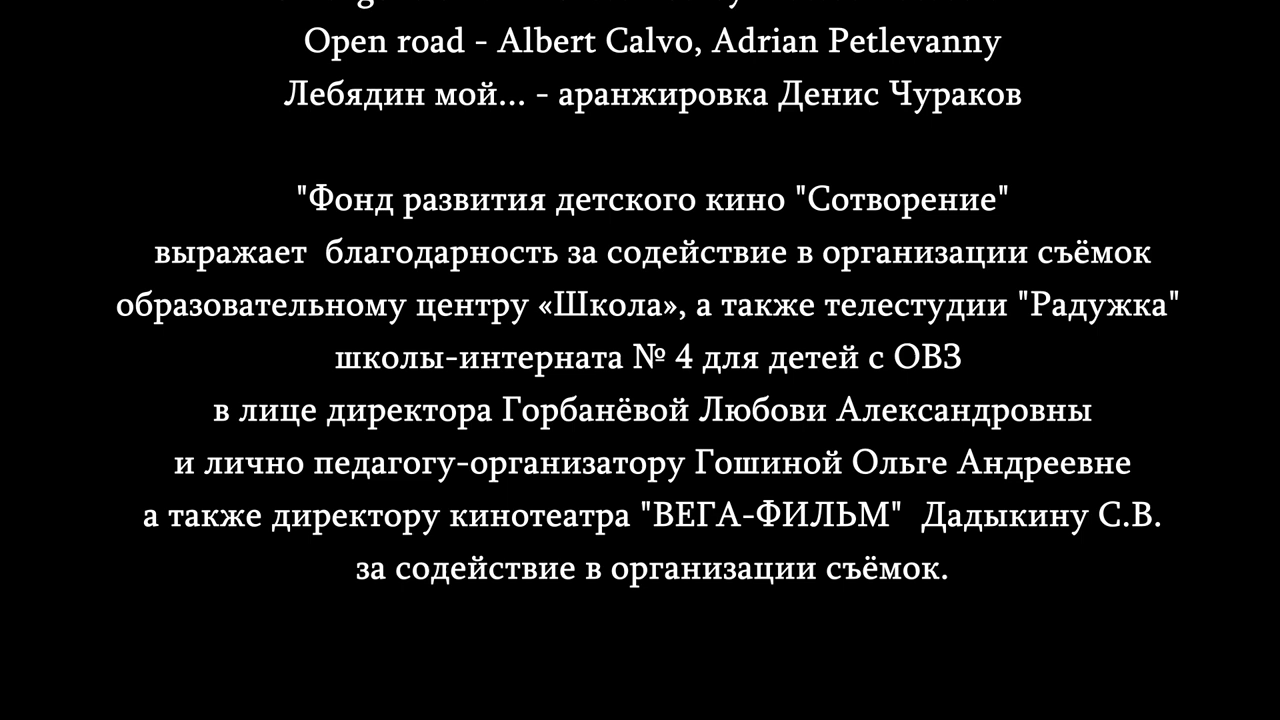 Open road - Albert Calvo, Adrian Petlevanny
Лебядин мой... - аранжировка Денис Чураков
"Фонд развития детского кино "Сотворение"
выражает  благодарность за содействие в организации съёмок
образовательному центру «Школа», а также телестудии "Радужка"
школы-интерната № 4 для детей с ОВЗ
в лице директора Горбанёвой Любови Александровны
и лично педагогу-организатору Гошиной Ольге Андреевне
а также директору кинотеатра "ВЕГА-ФИЛЬМ"  Дадыкину С.В.
за содействие в организации съёмок.